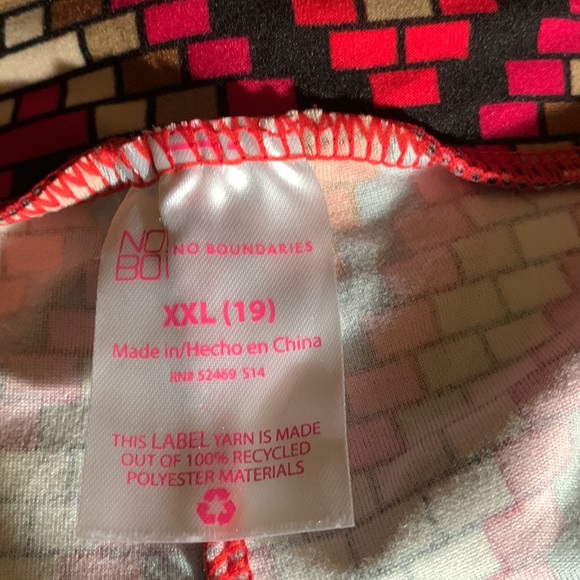 NO
BO
NO BOUNDARIES
XXL (19)
Made in/Hecho en China
RN# 52469 S14
THIS LABEL YARN IS MADE
OUT OF 100% RECYCLED
POLYESTER MATERIALS